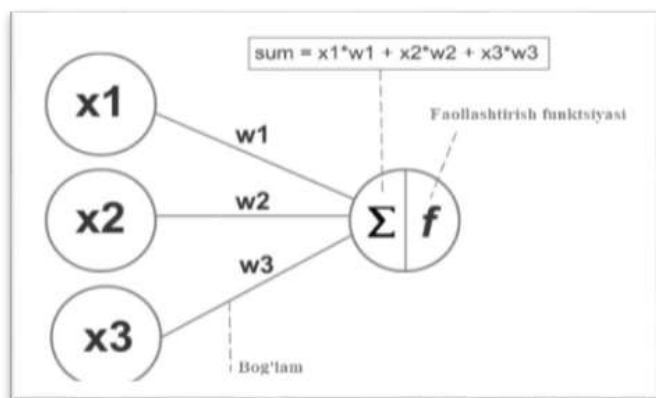 sum = x1*w1 + x2*w2 + x3*w3
Faollashtirish funktsiyasi
x1
w1
x2
w2
Σ f
w3
x3
Bog'lam